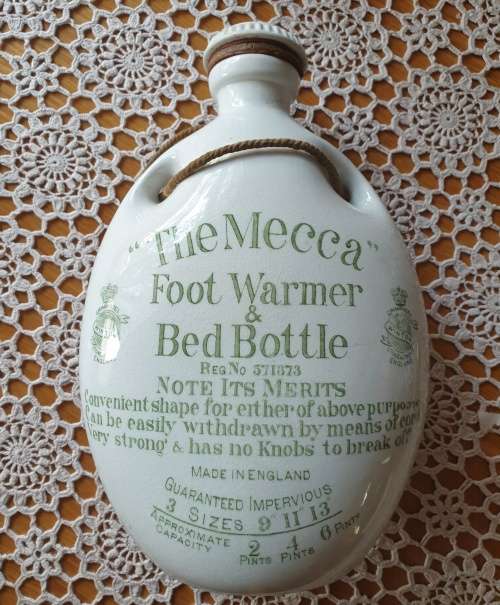 "The Mecca"
Foot Warmer
&
Bed Bottle
REG No 571873
NOTE ITS MERITS
Convenient shape for either of above purpose
Can be easily withdrawn by means of cord
very strong & has no Knobs to break off
MADE IN ENGLAND
GUARANTEED IMPERVIOUS
3 SIZES 9" 11" 13
APPROXIMATE CAPACITY 2 PINTS 4 PINTS 6 PINTS